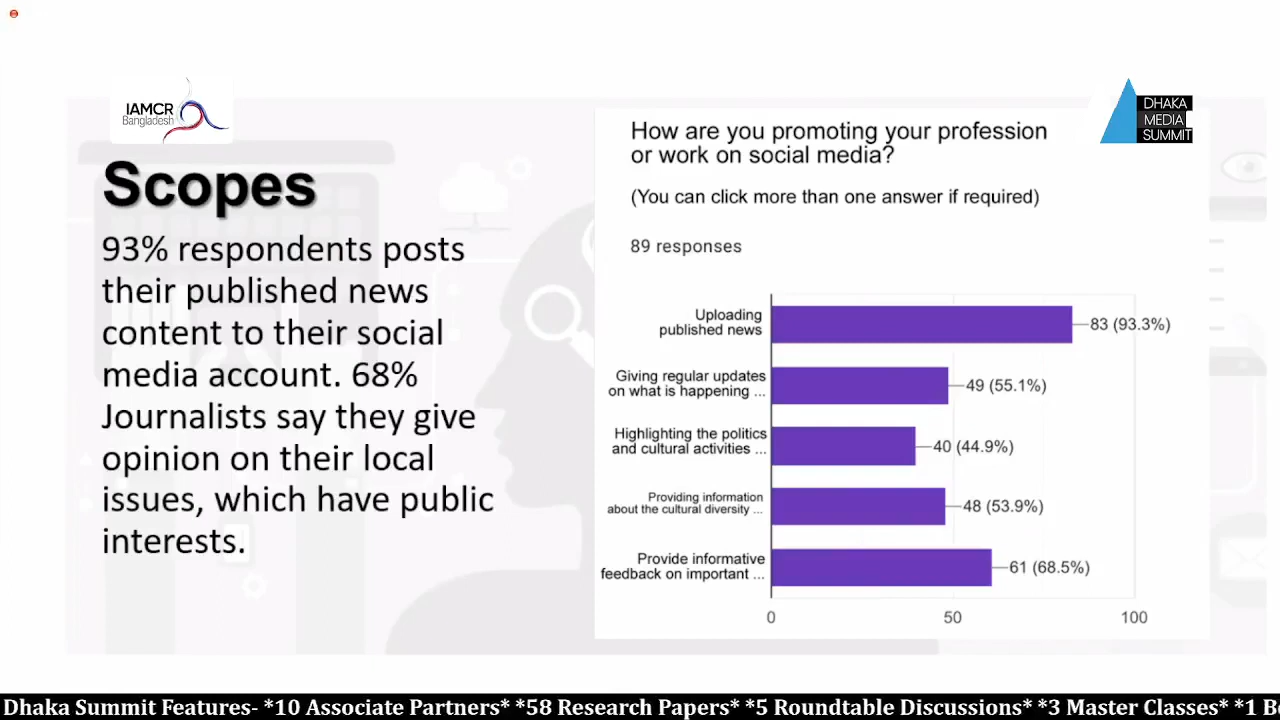 IAMCR
Bangladesh
DHAKA
MEDIA
SUMMIT
Scopes
93% respondents posts
their published news
content to their social
media account. 68%
Journalists say they give
opinion on their local
issues, which have public
interests.
How are you promoting your profession
or work on social media?
(You can click more than one answer if required)
89 responses
Uploading
published news
83 (93.3%)
Giving regular updates
on what is happening ...
49 (55.1%)
Highlighting the politics
and cultural activities ...
40 (44.9%)
Providing information
about the cultural diversity ...
48 (53.9%)
Provide informative
feedback on important ...
61 (68.5%)
0 50 100
Dhaka Summit Features- *10 Associate Partners* *58 Research Papers* *5 Roundtable Discussions* *3 Master Classes* *1